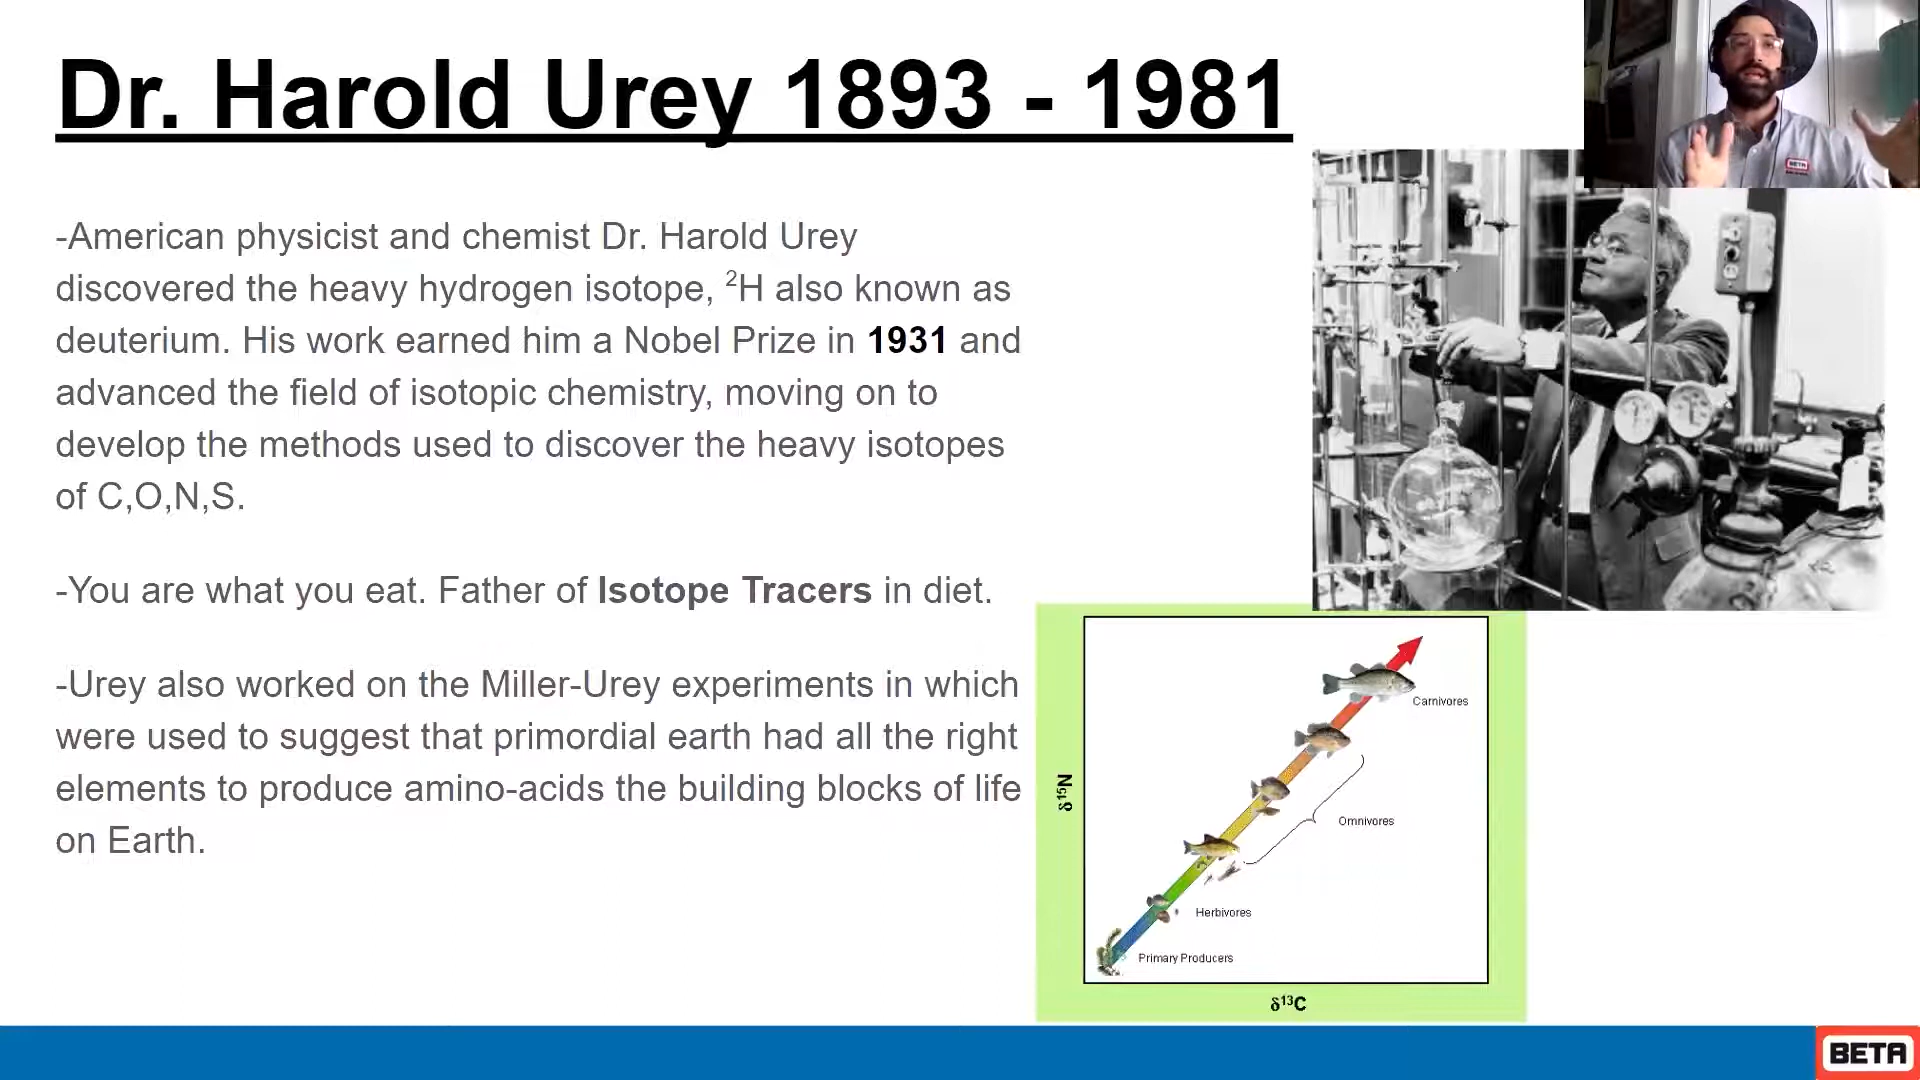 Dr. Harold Urey 1893 - 1981
BETA
-American physicist and chemist Dr. Harold Urey
discovered the heavy hydrogen isotope, ²H also known as
deuterium. His work earned him a Nobel Prize in 1931 and
advanced the field of isotopic chemistry, moving on to
develop the methods used to discover the heavy isotopes
of C,O,N,S.
-You are what you eat. Father of Isotope Tracers in diet.
-Urey also worked on the Miller-Urey experiments in which
were used to suggest that primordial earth had all the right
elements to produce amino-acids the building blocks of life
on Earth.
Carnivores
δ¹⁵N
Omnivores
Herbivores
Primary Producers
δ¹³C
BETA